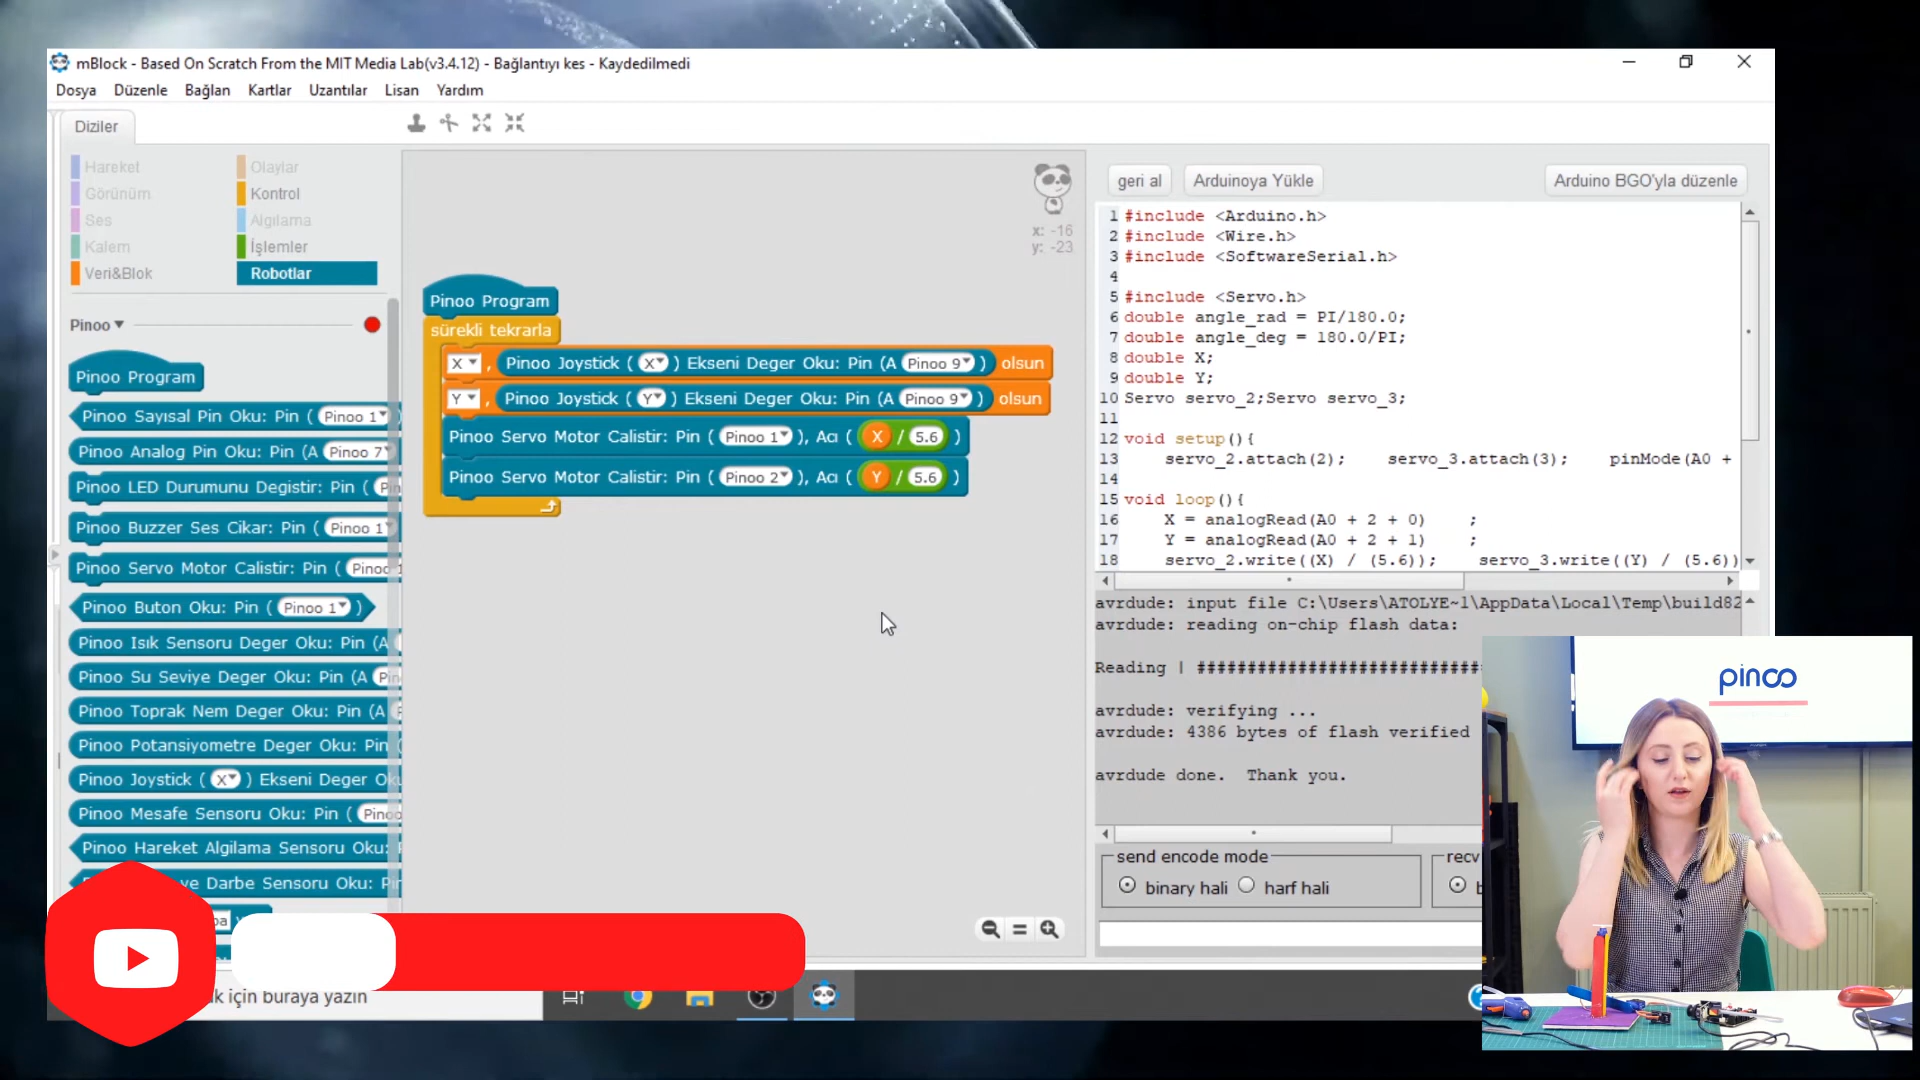 mBlock - Based On Scratch From the MIT Media Lab(v3.4.12) - Bağlantıyı kes - Kaydedilmedi
Dosya Düzenle Bağlan Kartlar Uzantılar Lisan Yardım
Diziler
Hareket Olaylar
Görünüm Kontrol
Ses Algılama
Kalem İşlemler
Veri&Blok Robotlar
Pinoo
Pinoo Program
Pinoo Sayısal Pin Oku: Pin ( Pinoo 1
Pinoo Analog Pin Oku: Pin (A Pinoo 7
Pinoo LED Durumunu Degistir: Pin (
Pinoo Buzzer Ses Cikar: Pin ( Pinoo 1
Pinoo Servo Motor Calistir: Pin ( Pinoo 1
Pinoo Buton Oku: Pin ( Pinoo 1 )
Pinoo Isık Sensoru Deger Oku: Pin (A
Pinoo Su Seviye Deger Oku: Pin (A
Pinoo Toprak Nem Deger Oku: Pin (A
Pinoo Potansiyometre Deger Oku: Pin
Pinoo Joystick ( X ) Ekseni Deger
Pinoo Mesafe Sensoru Oku: Pin (
Pinoo Hareket Algilama Sensoru Oku:
ve Darbe Sensoru Oku:
x: -16
y: -23
Pinoo Program
sürekli tekrarla
X , Pinoo Joystick ( X ) Ekseni Deger Oku: Pin (A Pinoo 9 ) olsun
Y , Pinoo Joystick ( Y ) Ekseni Deger Oku: Pin (A Pinoo 9 ) olsun
Pinoo Servo Motor Calistir: Pin ( Pinoo 1 ), Acı ( X / 5.6 )
Pinoo Servo Motor Calistir: Pin ( Pinoo 2 ), Acı ( Y / 5.6 )
geri al Arduinoya Yükle Arduino BGO'yla düzenle
1 #include <Arduino.h>
2 #include <Wire.h>
3 #include <SoftwareSerial.h>
4
5 #include <Servo.h>
6 double angle_rad = PI/180.0;
7 double angle_deg = 180.0/PI;
8 double X;
9 double Y;
10 Servo servo_2;Servo servo_3;
11
12 void setup(){
13 servo_2.attach(2); servo_3.attach(3); pinMode(A0 +
14
15 void loop(){
16 X = analogRead(A0 + 2 + 0) ;
17 Y = analogRead(A0 + 2 + 1) ;
18 servo_2.write((X) / (5.6)); servo_3.write((Y) / (5.6))
avrdude: input file C:\Users\ATOLYE~1\AppData\Local\Temp\build82
avrdude: reading on-chip flash data:
Reading | #############################
avrdude: verifying ...
avrdude: 4386 bytes of flash verified
avrdude done. Thank you.
send encode mode recv
binary hali harf hali
için buraya yazın
pinoo